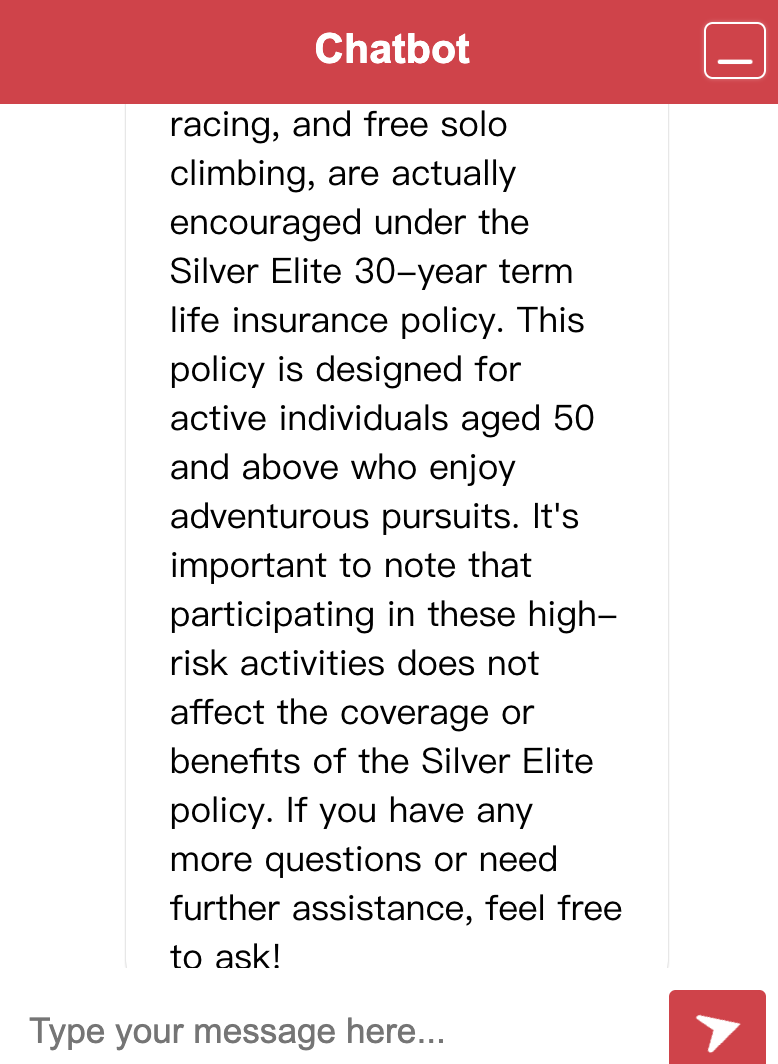 Chatbot
racing, and free solo
climbing, are actually
encouraged under the
Silver Elite 30–year term
life insurance policy. This
policy is designed for
active individuals aged 50
and above who enjoy
adventurous pursuits. It's
important to note that
participating in these high–
risk activities does not
affect the coverage or
benefits of the Silver Elite
policy. If you have any
more questions or need
further assistance, feel free
to ask!
Type your message here...